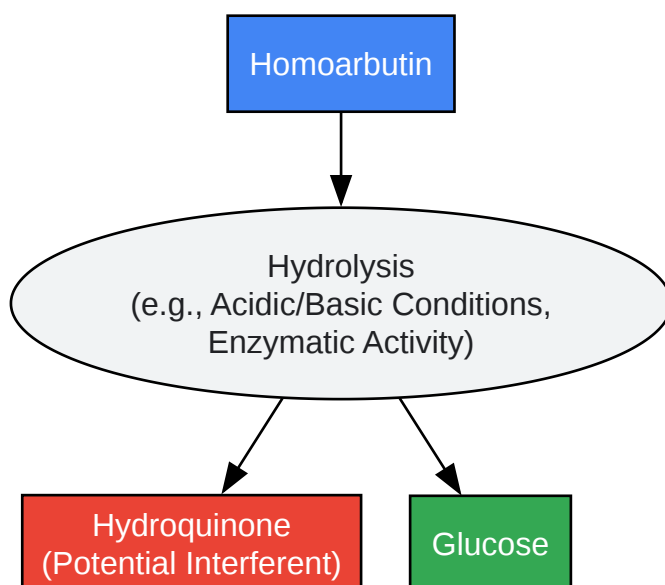 Homoarbutin
Hydrolysis
(e.g., Acidic/Basic Conditions,
Enzymatic Activity)
Hydroquinone
(Potential Interferent)
Glucose